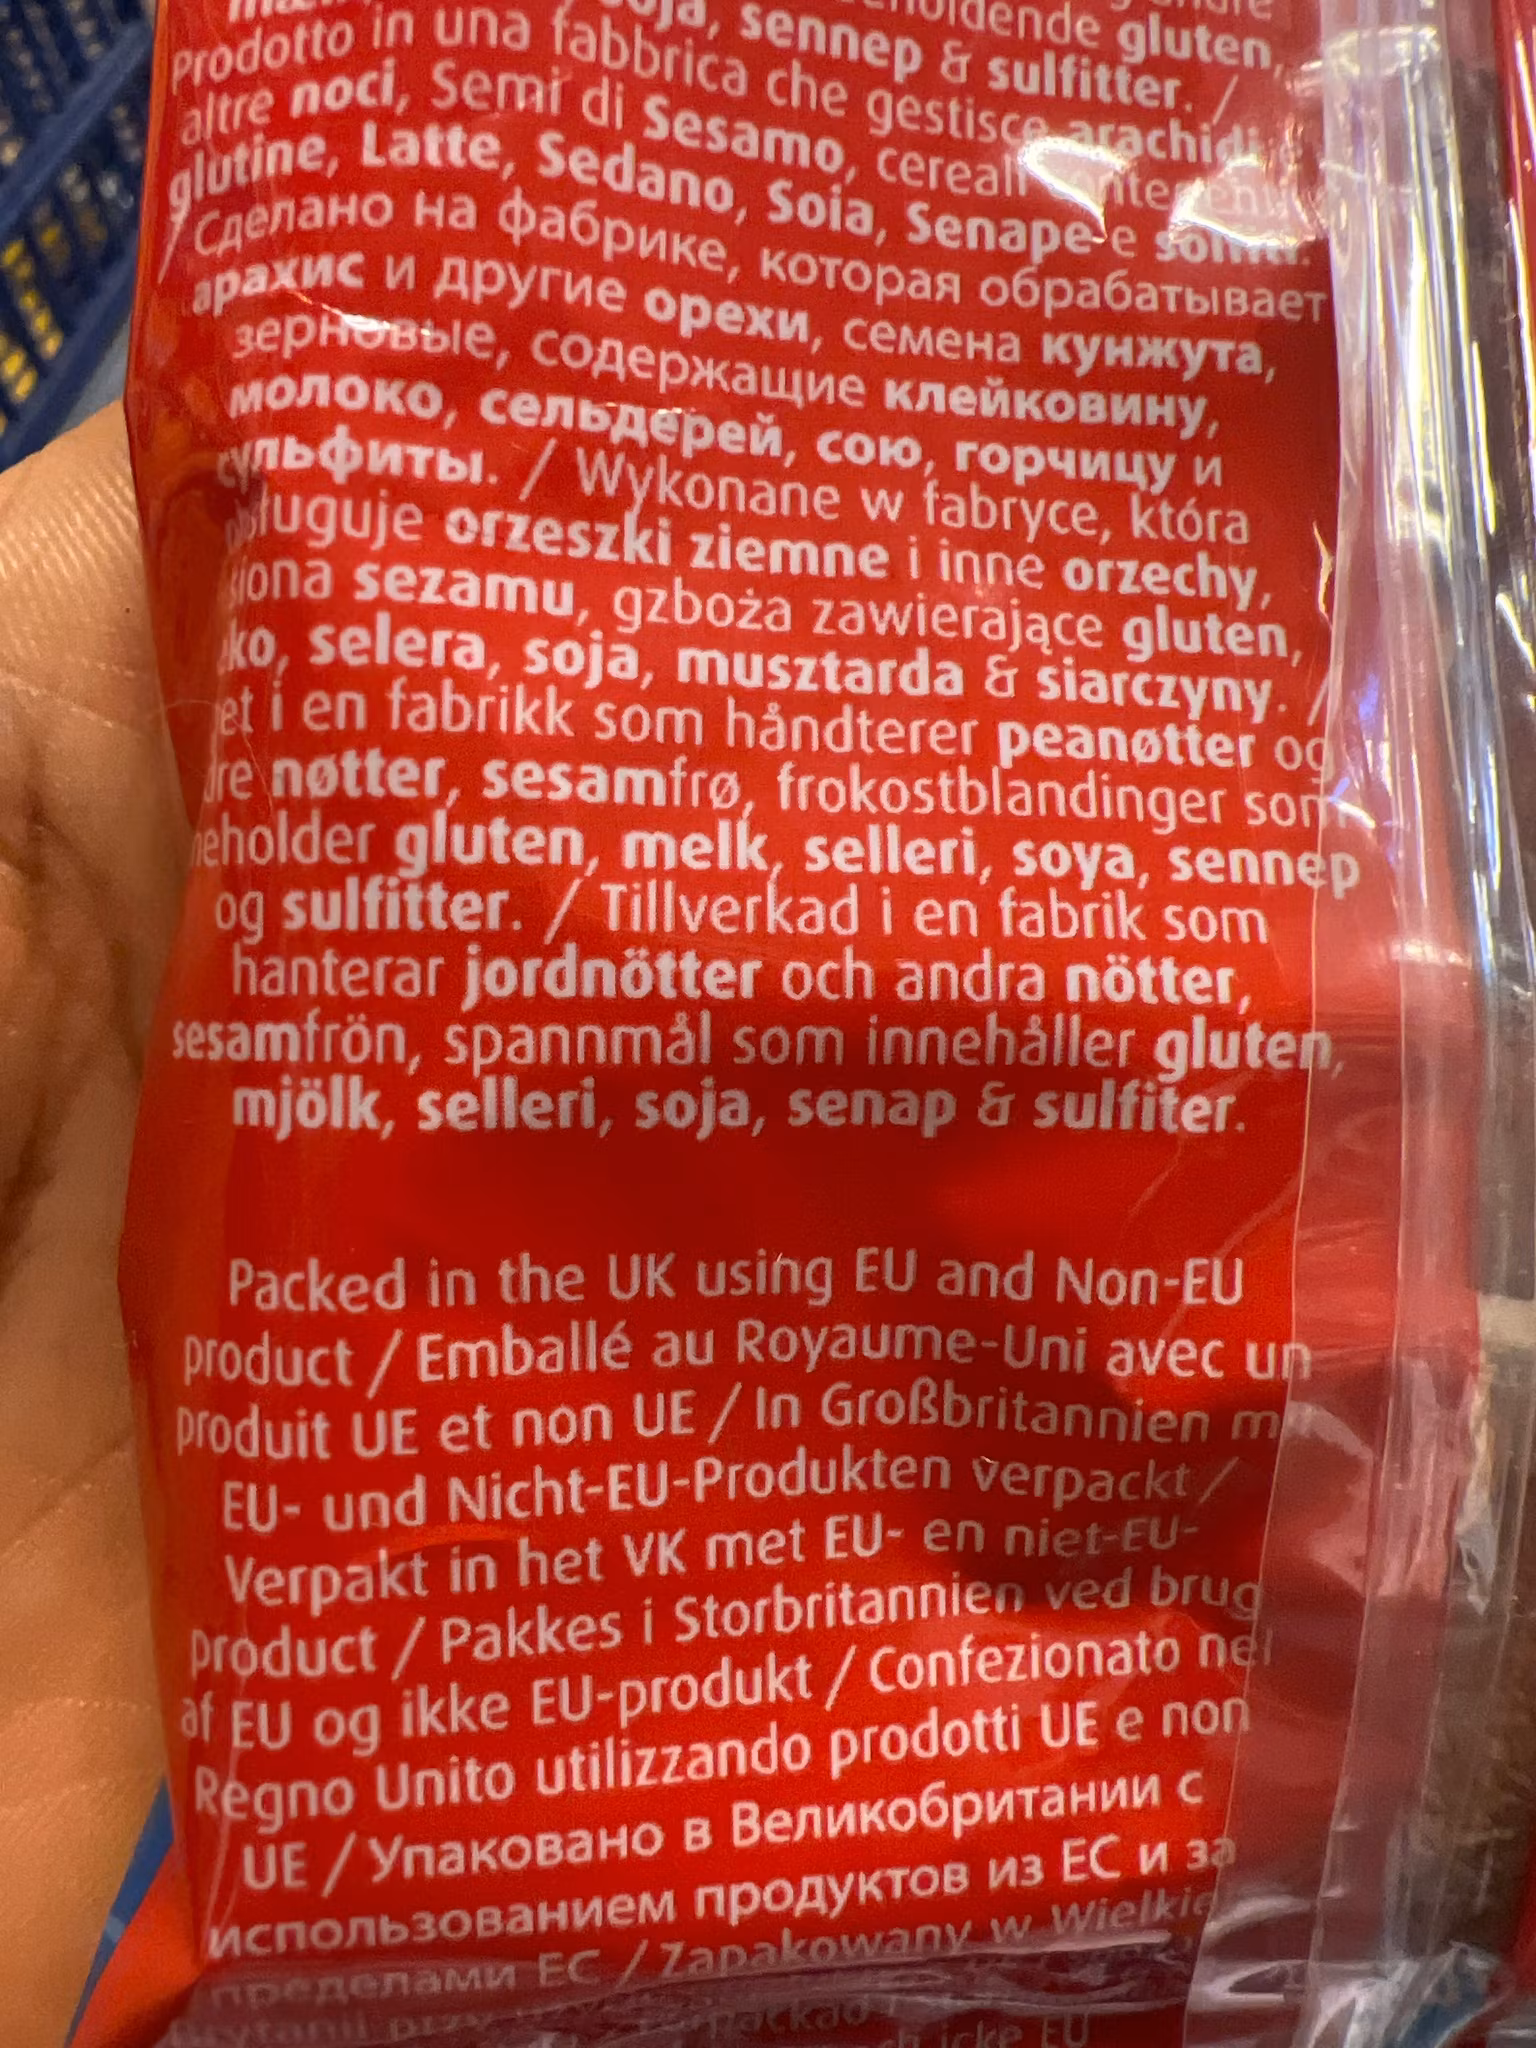 soja, sennep & sulfitter. /
Prodotto in una fabbrica che gestisce arachidi e
altre noci, Semi di Sesamo, cereali contenenti
glutine, Latte, Sedano, Soia, Senape e solfiti.
/ Сделано на фабрике, которая обрабатывает
арахис и другие орехи, семена кунжута,
зерновые, содержащие клейковину,
молоко, сельдерей, сою, горчицу и
сульфиты. / Wykonane w fabryce, która
obsługuje orzeszki ziemne i inne orzechy,
sezamu, gzboża zawierające gluten,
selera, soja, musztarda & siarczyny. /
i en fabrikk som håndterer peanøtter og
nøtter, sesamfrø, frokostblandinger som
neholder gluten, melk, selleri, soya, sennep
og sulfitter. / Tillverkad i en fabrik som
hanterar jordnötter och andra nötter,
sesamfrön, spannmål som innehåller gluten,
mjölk, selleri, soja, senap & sulfiter.
Packed in the UK using EU and Non-EU
product / Emballé au Royaume-Uni avec un
produit UE et non UE / In Großbritannien mit
EU- und Nicht-EU-Produkten verpackt /
Verpakt in het VK met EU- en niet-EU-
product / Pakkes i Storbritannien ved brug
af EU og ikke EU-produkt / Confezionato nel
Regno Unito utilizzando prodotti UE e non
UE / Упаковано в Великобритании с
использованием продуктов из ЕС и за
пределами ЕС / Zapakowany w Wielkie
icke EU